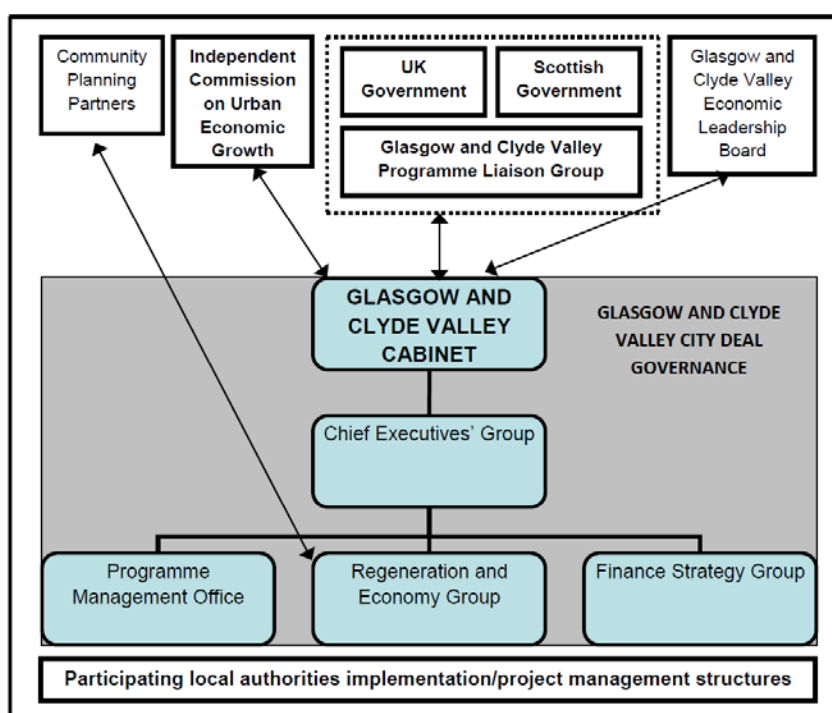 Community
Planning
Partners
Independent
Commission
on Urban
Economic
Growth
UK
Government
Scottish
Government
Glasgow and Clyde Valley
Programme Liaison Group
Glasgow and
Clyde Valley
Economic
Leadership
Board
GLASGOW AND
CLYDE VALLEY
CABINET
GLASGOW AND CLYDE
VALLEY CITY DEAL
GOVERNANCE
Chief Executives' Group
Programme
Management Office
Regeneration and
Economy Group
Finance Strategy Group
Participating local authorities implementation/project management structures